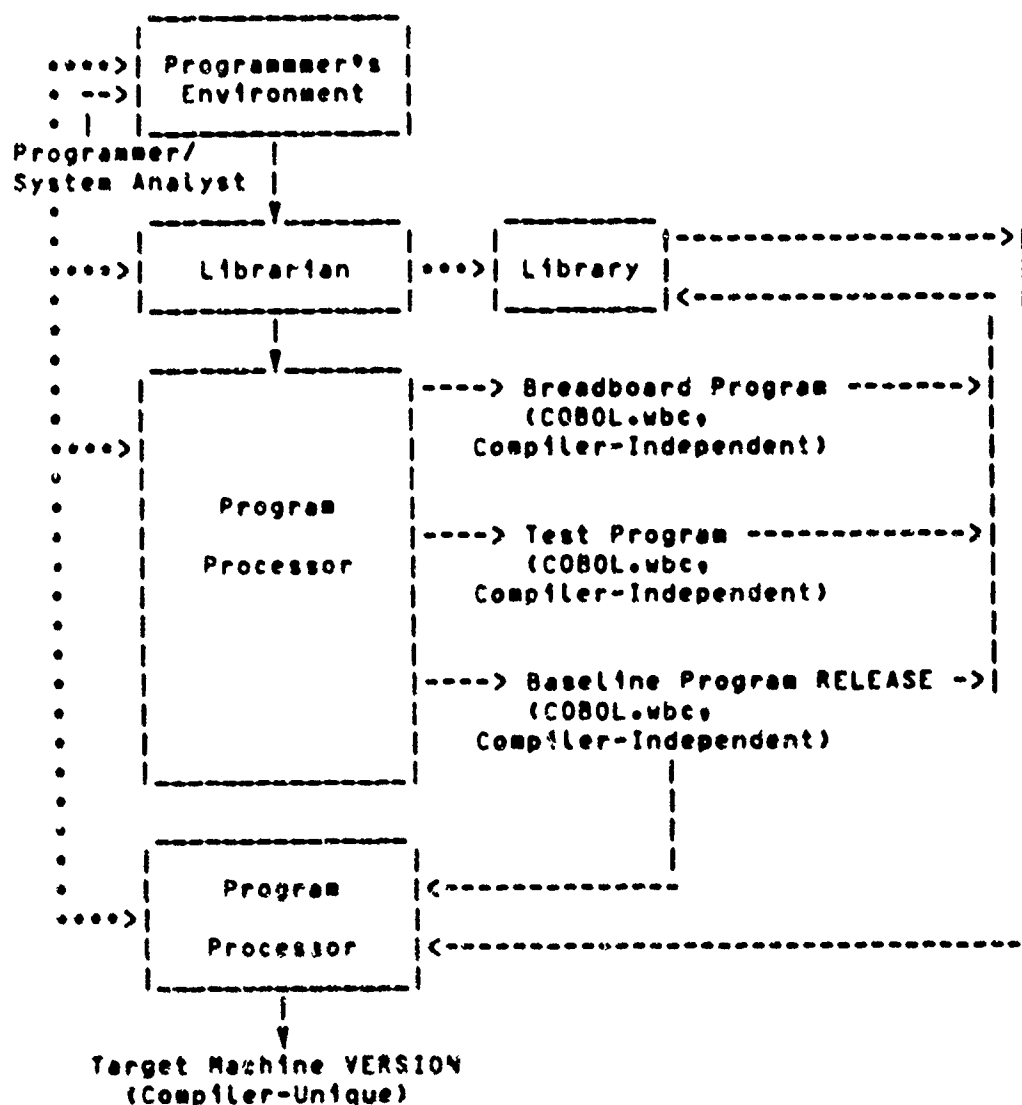 Programmmer's
Environment
Programmer/
System Analyst
Librarian
Library
Breadboard Program
(COBOL.wbc,
Compiler-Independent)
Program
Processor
Test Program
(COBOL.wbc,
Compiler-Independent)
Baseline Program RELEASE
(COBOL.wbc,
Compiler-Independent)
Program
Processor
Target Machine VERSION
(Compiler-Unique)